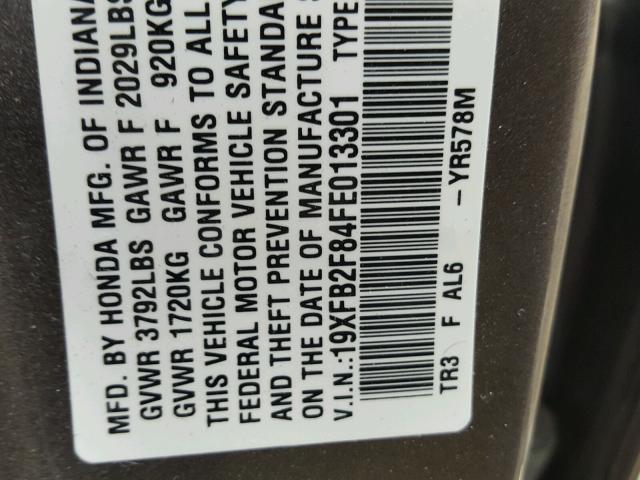 MFD. BY HONDA MFG. OF INDIANA
GVWR 3792LBS GAWR F 2029LBS
GVWR 1720KG GAWR F 920KG
THIS VEHICLE CONFORMS TO ALL
FEDERAL MOTOR VEHICLE SAFETY
AND THEFT PREVENTION STANDA
ON THE DATE OF MANUFACTURE S
V.I.N.:19XFB2F84FE013301 TYPE
TR3 F AL6 -YR578M